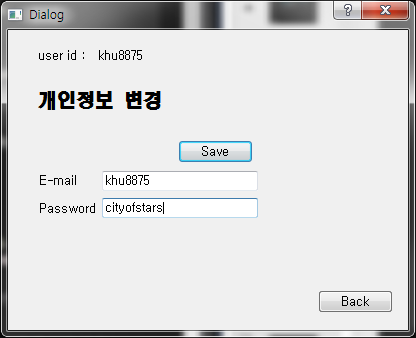 Dialog
user id : khu8875
개인정보 변경
Save
E-mail khu8875
Password cityofstars
Back